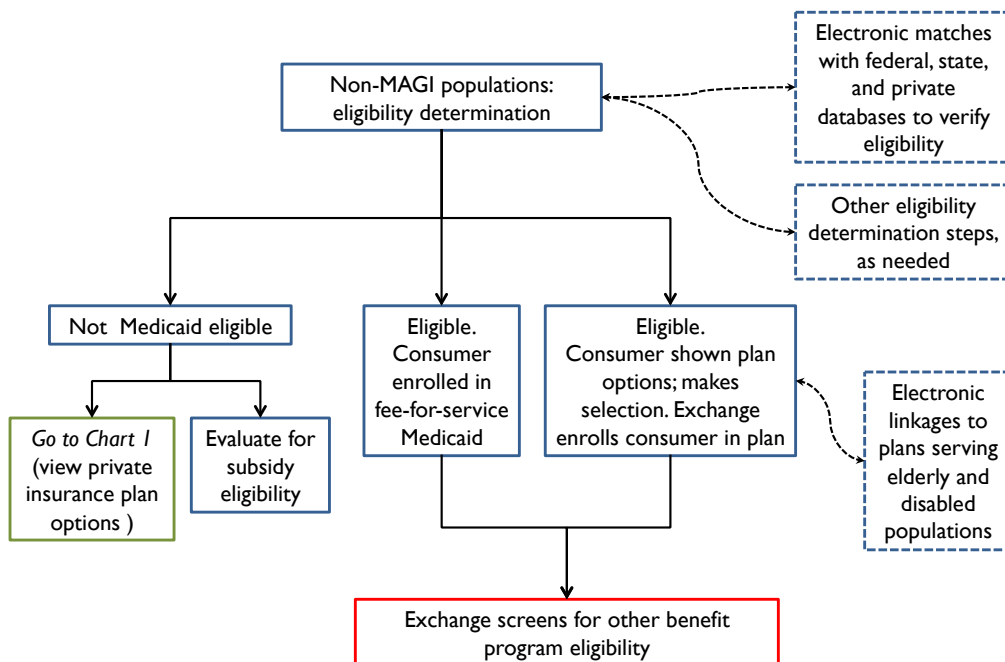 Non-MAGI populations:
eligibility determination
Electronic matches
with federal, state,
and private
databases to verify
eligibility
Other eligibility
determination steps,
as needed
Not  Medicaid eligible
Eligible.
Consumer
enrolled in
fee-for-service
Medicaid
Eligible.
Consumer shown plan
options; makes
selection. Exchange
enrolls consumer in plan
Electronic
linkages to
plans serving
elderly and
disabled
populations
Go to Chart 1
(view private
insurance plan
options )
Evaluate for
subsidy
eligibility
Exchange screens for other benefit
program eligibility